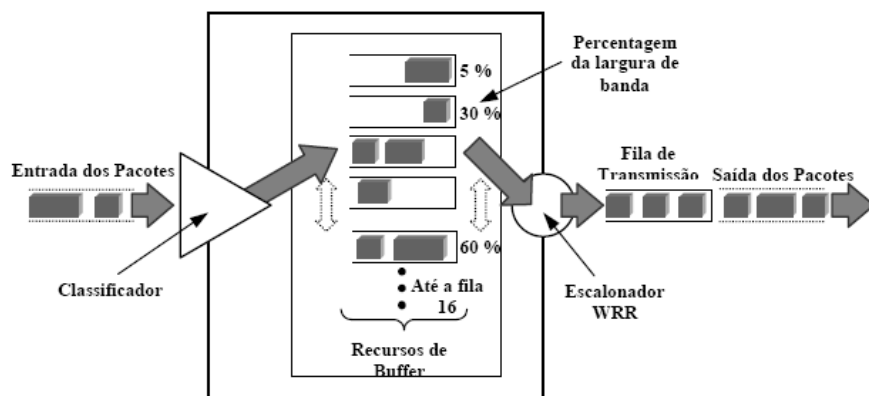 Percentagem
da largura de
banda
5 %
30 %
60 %
Até a fila
16
Recursos de
Buffer
Entrada dos Pacotes
Classificador
Fila de
Transmissão
Saída dos Pacotes
Escalonador
WRR